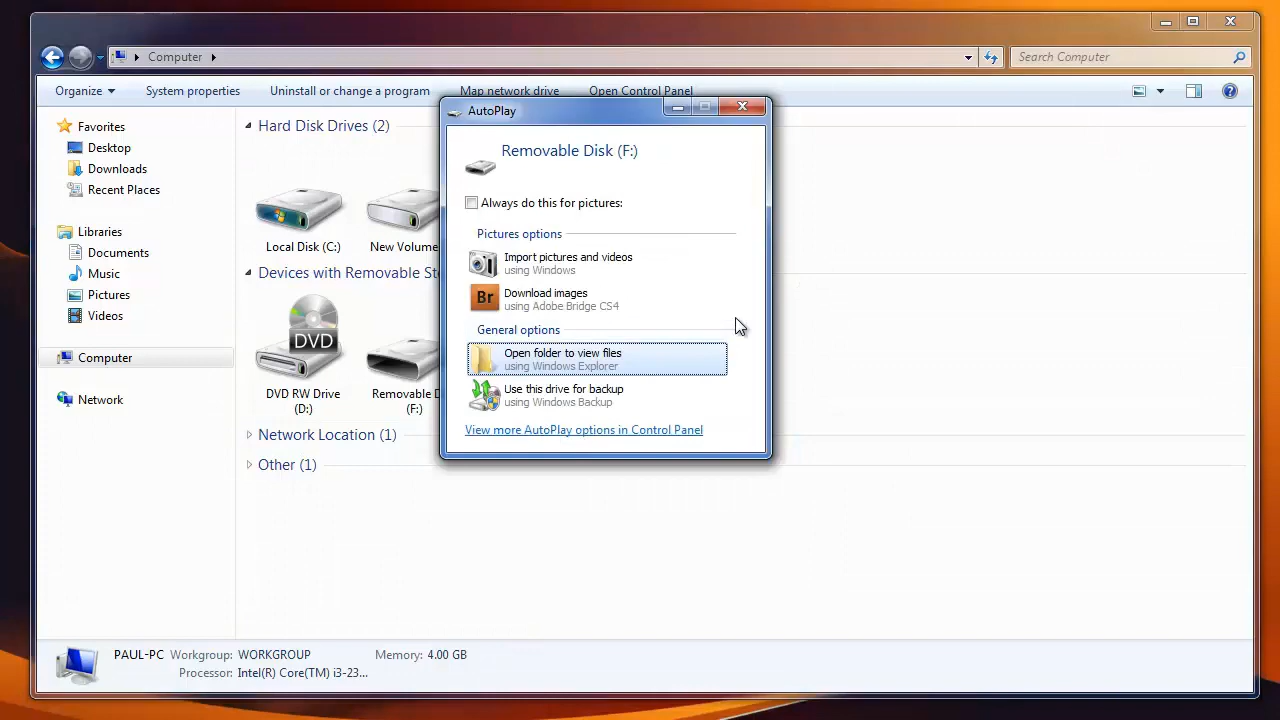 Computer
Search Computer
Organize
System properties
Uninstall or change a program
Map network drive
Open Control Panel
Favorites
Desktop
Downloads
Recent Places
Libraries
Documents
Music
Pictures
Videos
Computer
Network
Hard Disk Drives (2)
Local Disk (C:)
New Volume
Devices with Removable St
DVD
DVD RW Drive
(D:)
Removable D
(F:)
Network Location (1)
Other (1)
AutoPlay
Removable Disk (F:)
Always do this for pictures:
Pictures options
Import pictures and videos
using Windows
Br
Download images
using Adobe Bridge CS4
General options
Open folder to view files
using Windows Explorer
Use this drive for backup
using Windows Backup
View more AutoPlay options in Control Panel
PAUL-PC Workgroup: WORKGROUP Memory: 4.00 GB
Processor: Intel(R) Core(TM) i3-23...